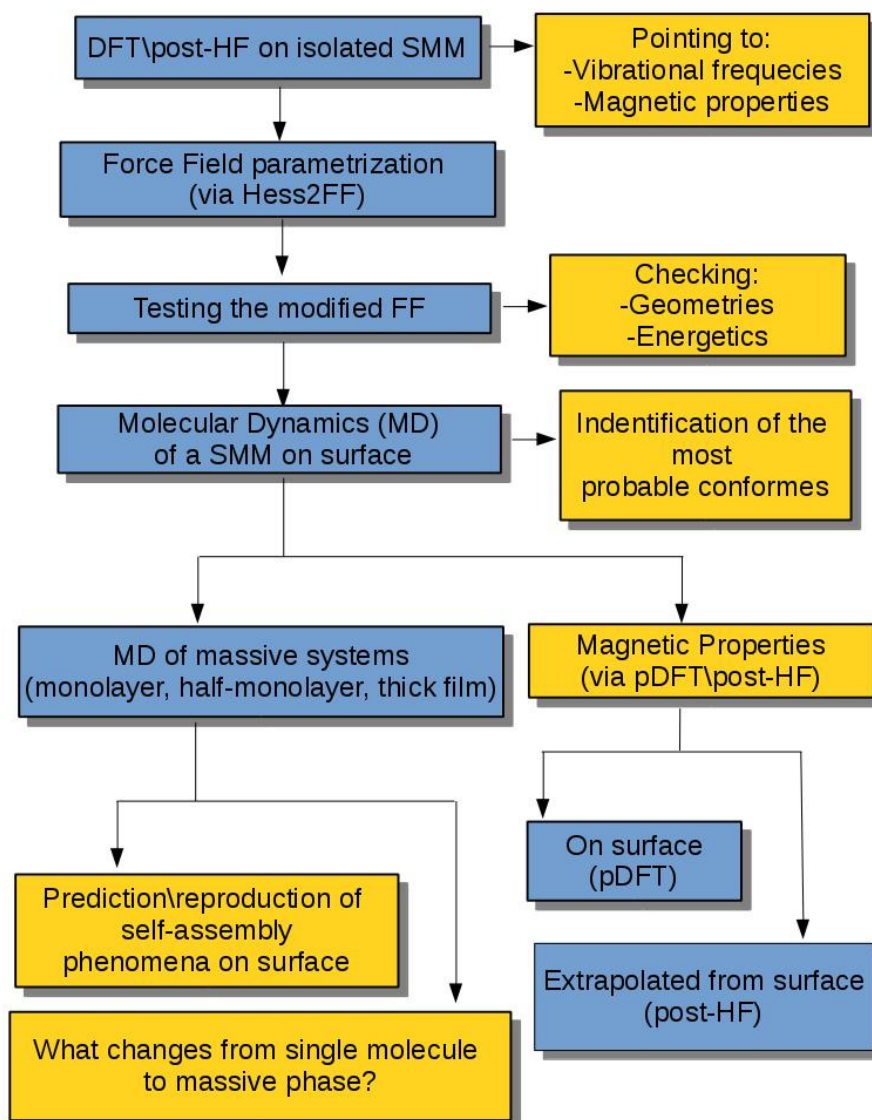 DFT\post-HF on isolated SMM
Pointing to:
-Vibrational frequecies
-Magnetic properties
Force Field parametrization
(via Hess2FF)
Testing the modified FF
Checking:
-Geometries
-Energetics
Molecular Dynamics (MD)
of a SMM on surface
Indentification of the
most
probable conformes
MD of massive systems
(monolayer, half-monolayer, thick film)
Magnetic Properties
(via pDFT\post-HF)
On surface
(pDFT)
Prediction\reproduction of
self-assembly
phenomena on surface
Extrapolated from surface
(post-HF)
What changes from single molecule
to massive phase?